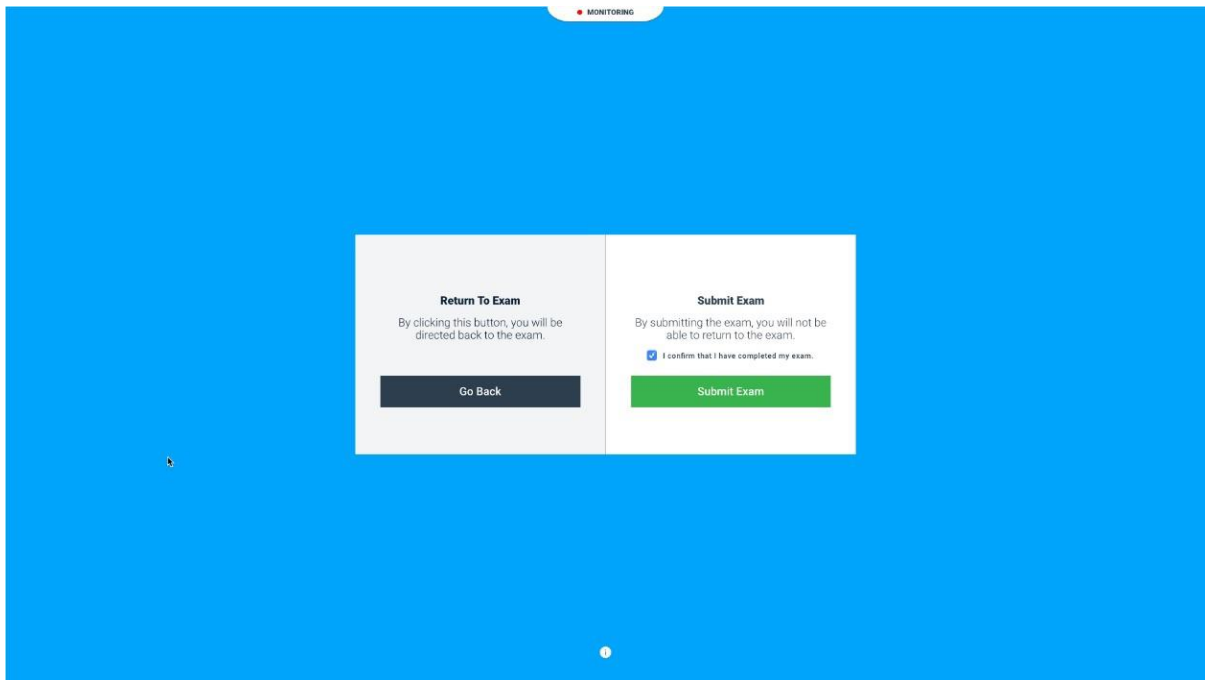 MONITORING
Return To Exam
By clicking this button, you will be
directed back to the exam.
Go Back
Submit Exam
By submitting the exam, you will not be
able to return to the exam.
I confirm that I have completed my exam.
Submit Exam